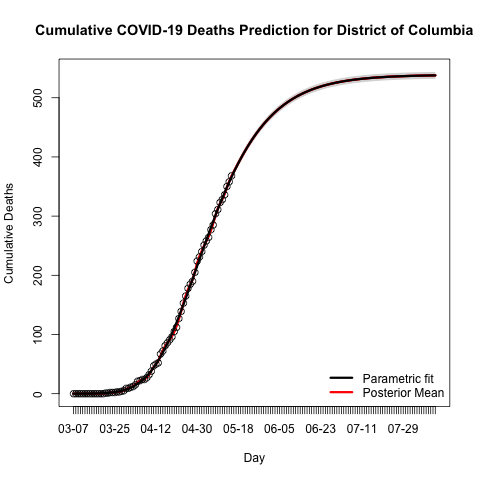 Cumulative COVID-19 Deaths Prediction for District of Columbia
Cumulative Deaths
500
400
300
200
100
0
Parametric fit
Posterior Mean
03-07 03-25 04-12 04-30 05-18 06-05 06-23 07-11 07-29
Day